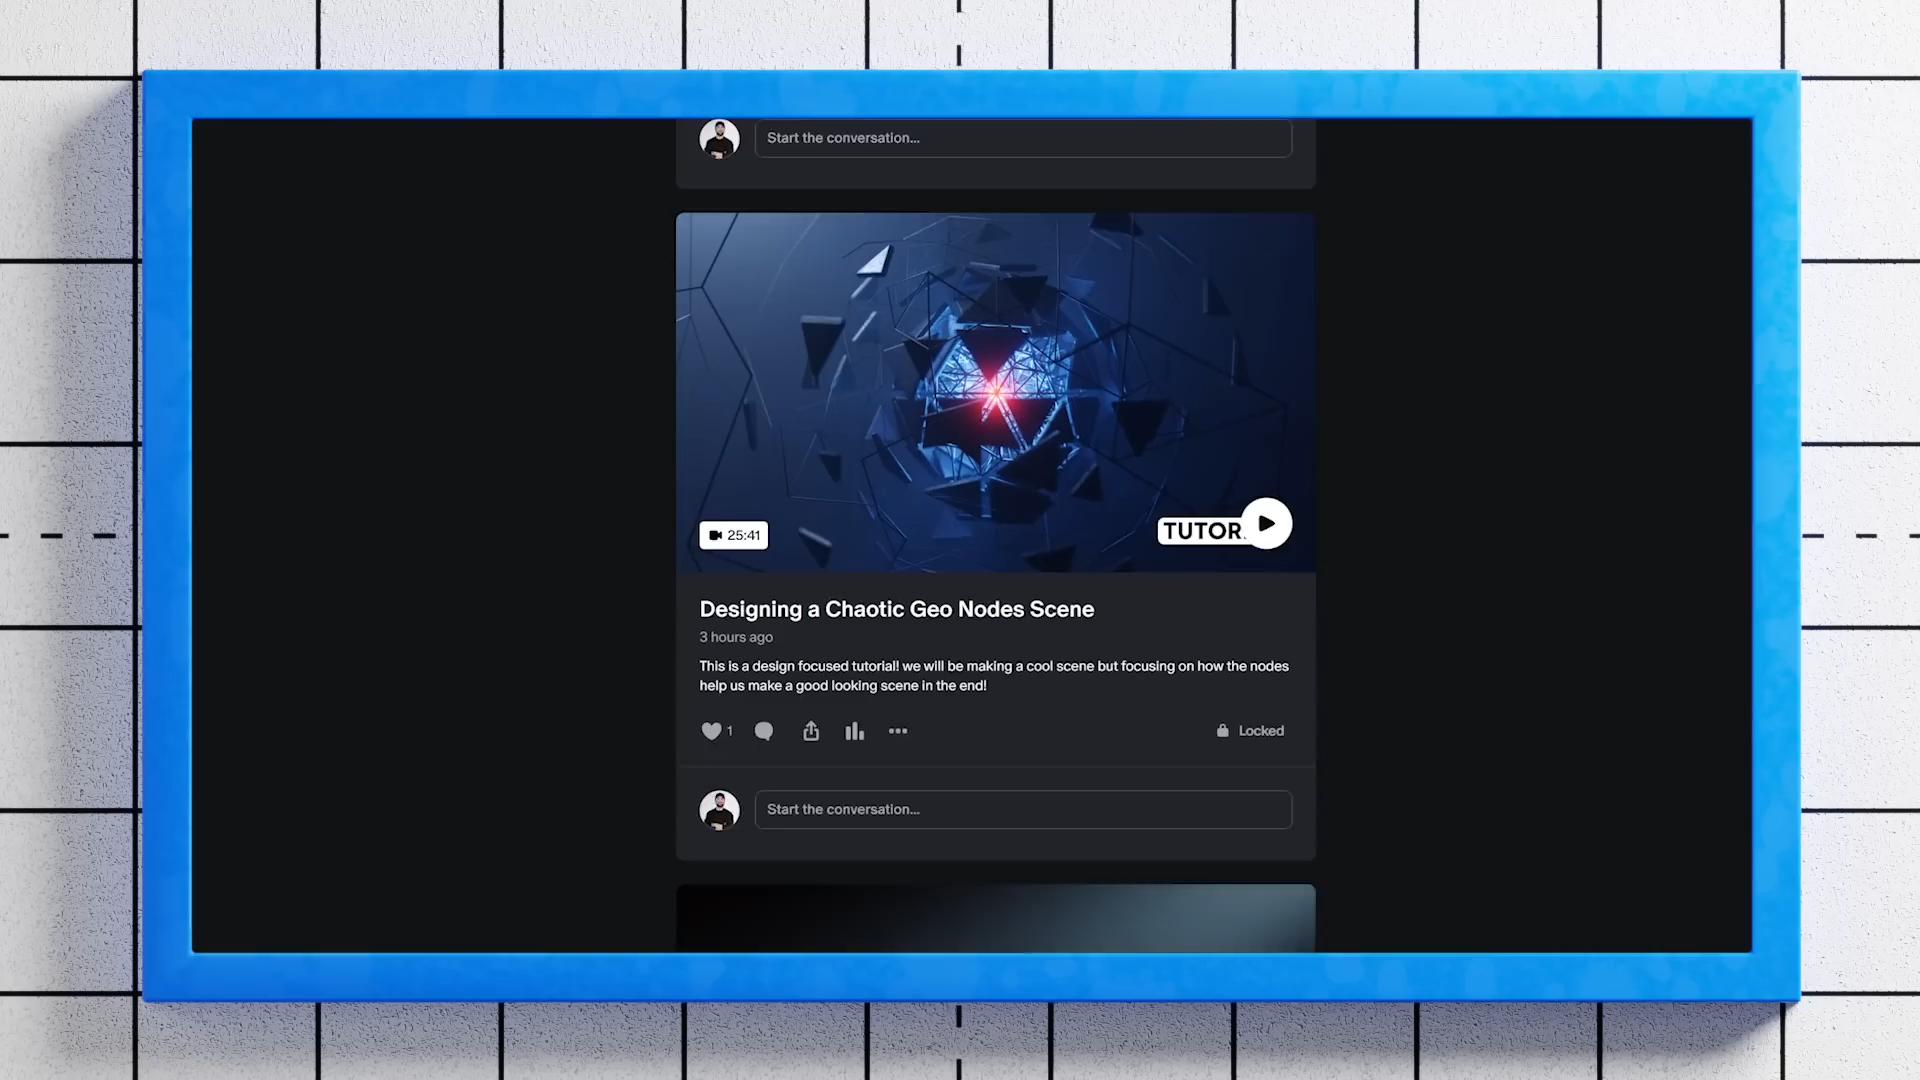 Start the conversation...
25:41
TUTOR
Designing a Chaotic Geo Nodes Scene
3 hours ago
This is a design focused tutorial! we will be making a cool scene but focusing on how the nodes
help us make a good looking scene in the end!
1
Locked
Start the conversation...